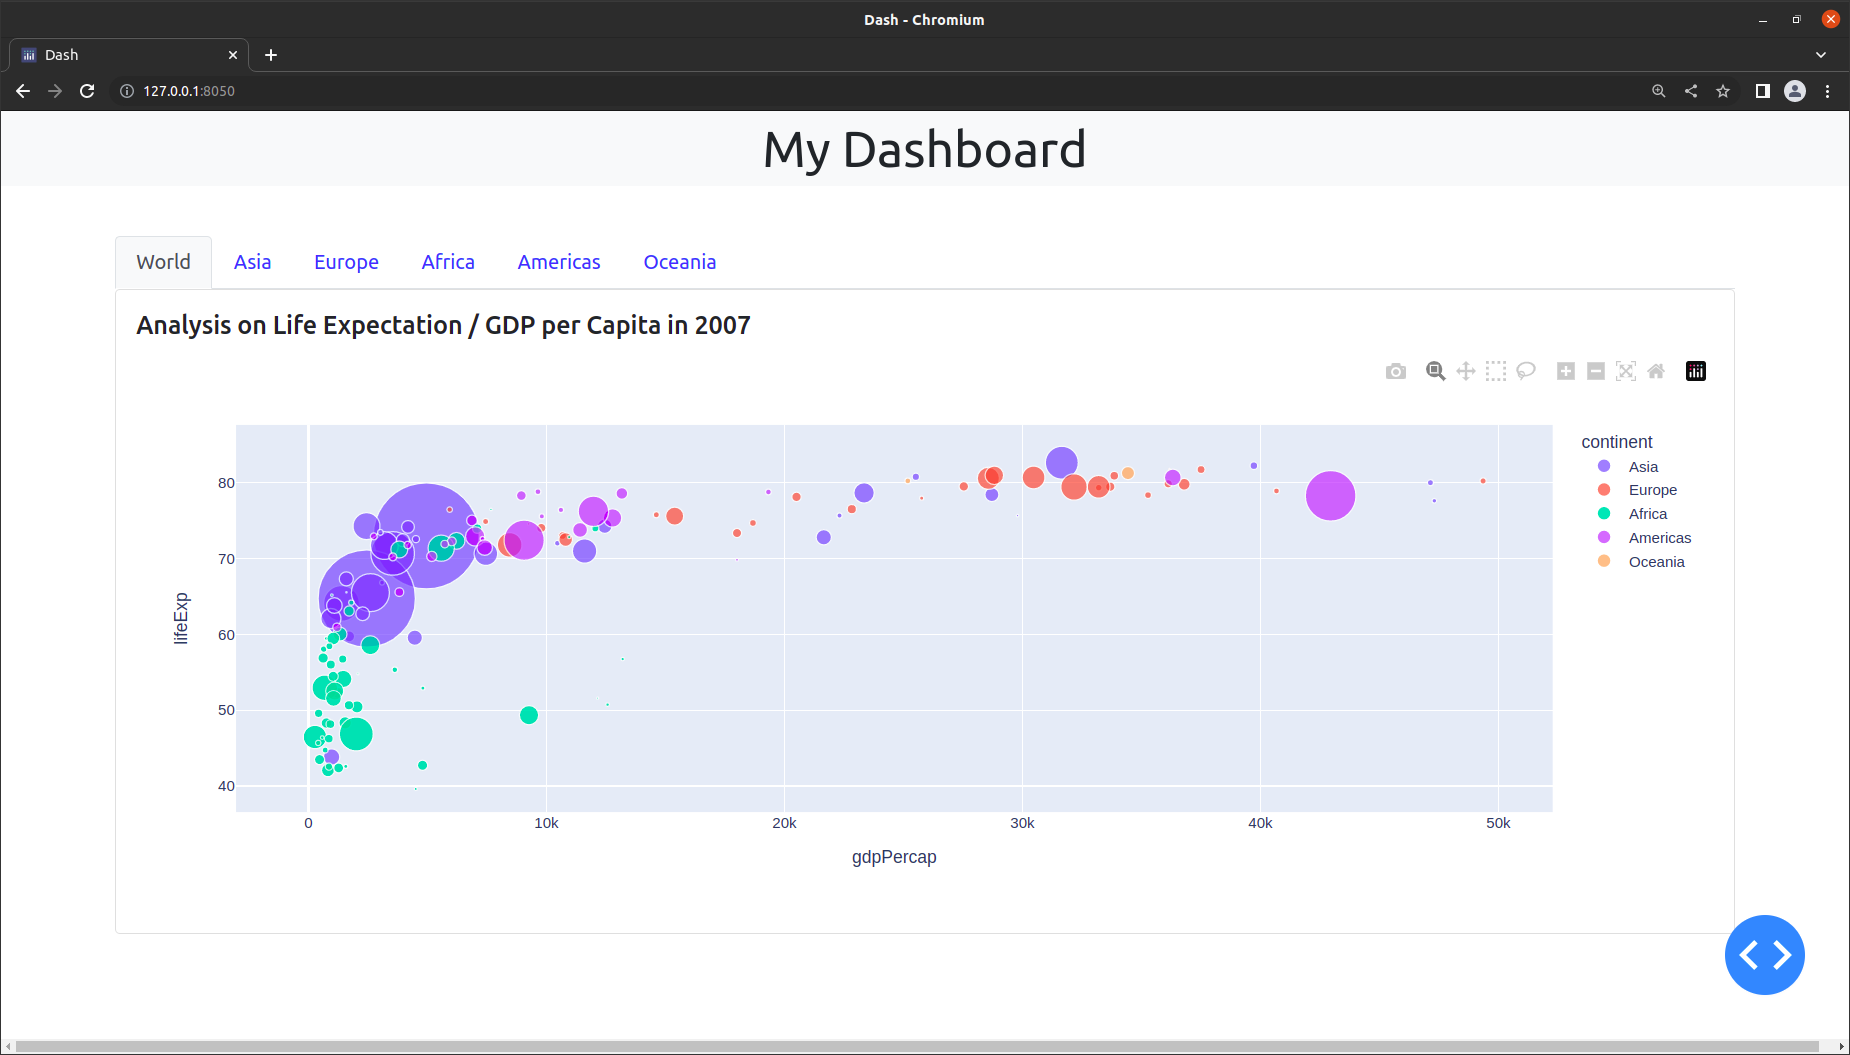 Dash - Chromium
Dash
127.0.0.1:8050
My Dashboard
World Asia Europe Africa Americas Oceania
Analysis on Life Expectation / GDP per Capita in 2007
continent
Asia
Europe
Africa
Americas
Oceania
80
70
60
50
40
lifeExp
0 10k 20k 30k 40k 50k
gdpPercap